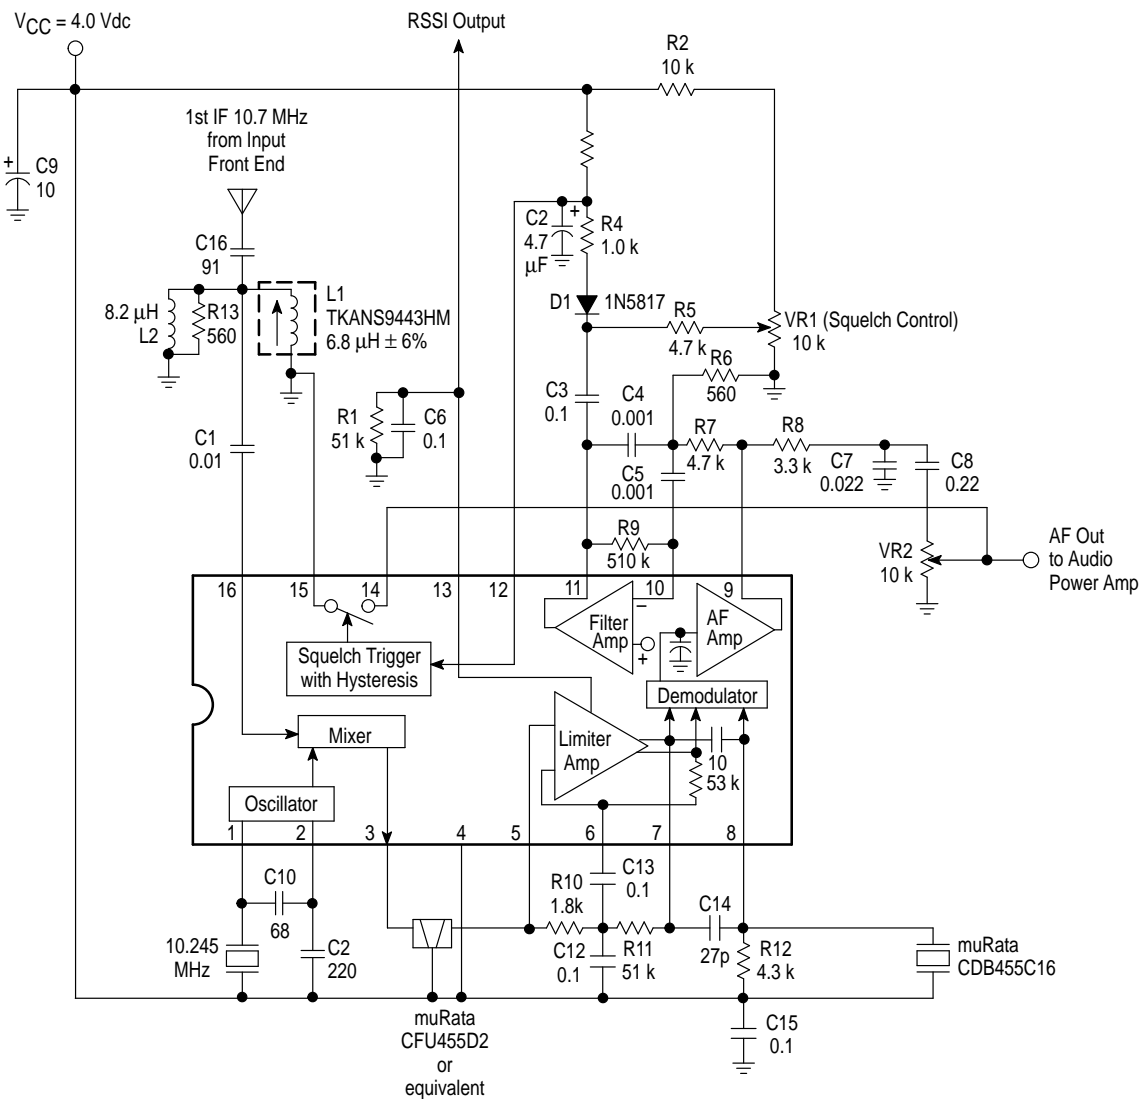 VCC = 4.0 Vdc
RSSI Output
R2
10 k
1st IF 10.7 MHz
from Input
Front End
+
C9
10
C16
91
C2
4.7
µF
+
R4
1.0 k
8.2 µH
L2
R13
560
L1
TKANS9443HM
6.8 µH ± 6%
D1
1N5817
R5
4.7 k
VR1 (Squelch Control)
10 k
R6
560
C3
0.1
C4
0.001
R1
51 k
C6
0.1
C1
0.01
R7
4.7 k
R8
3.3 k
C5
0.001
C7
0.022
C8
0.22
R9
510 k
VR2
10 k
AF Out
to Audio
Power Amp
16
15
14
13
12
11
10
9
Filter
Amp
−
+
AF
Amp
Squelch Trigger
with Hysteresis
Demodulator
Mixer
Limiter
Amp
10
53 k
Oscillator
1
2
3
4
5
6
7
8
C10
68
R10
1.8k
C13
0.1
C14
27p
10.245
MHz
C2
220
C12
0.1
R11
51 k
R12
4.3 k
muRata
CDB455C16
muRata
CFU455D2
or
equivalent
C15
0.1